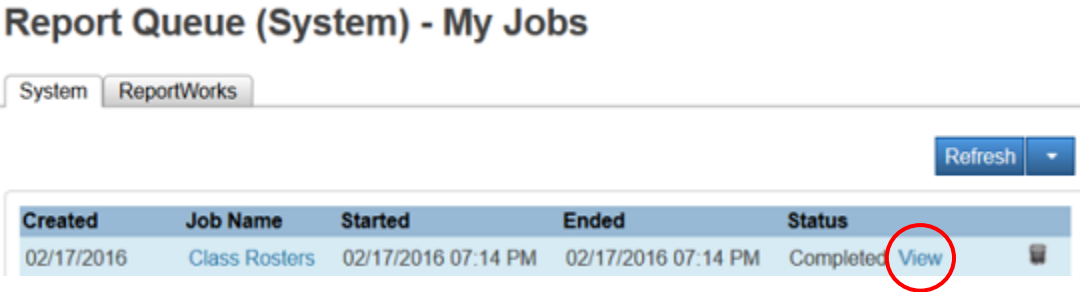 Report Queue (System) - My Jobs
System ReportWorks
Refresh
Created Job Name Started Ended Status
02/17/2016 Class Rosters 02/17/2016 07:14 PM 02/17/2016 07:14 PM Completed View